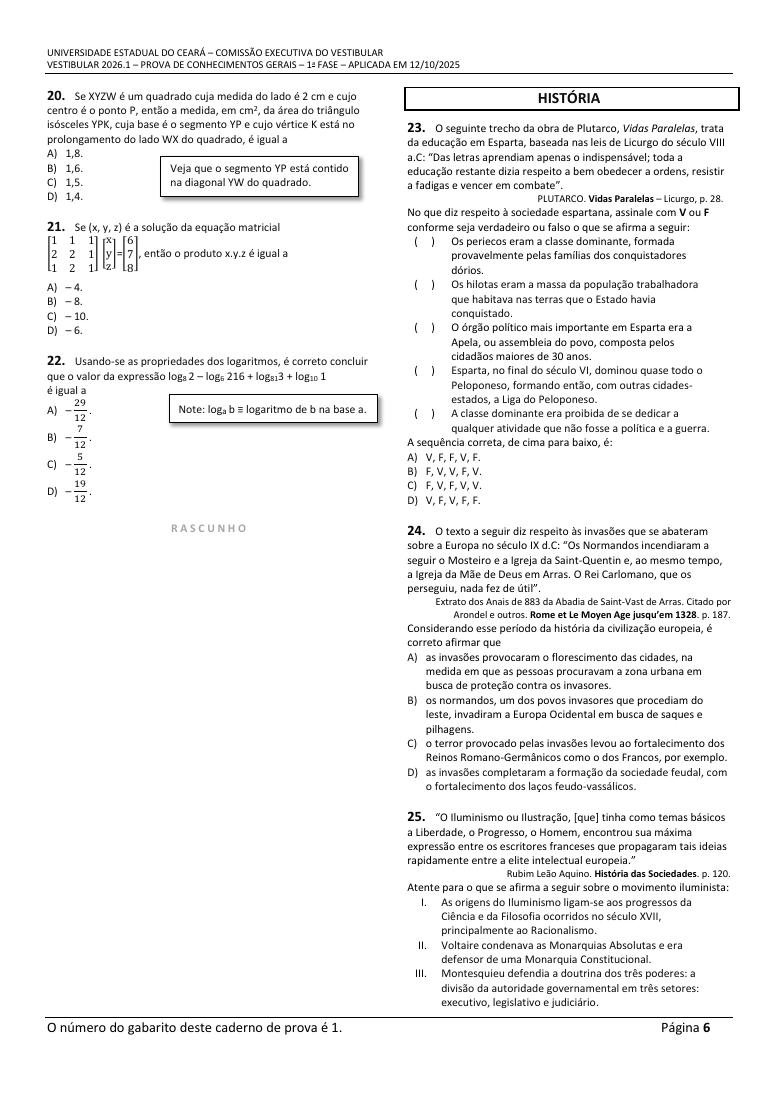 UNIVERSIDADE ESTADUAL DO CEARÁ – COMISSÃO EXECUTIVA DO VESTIBULAR
VESTIBULAR 2026.1 – PROVA DE CONHECIMENTOS GERAIS – 1ª FASE – APLICADA EM 12/10/2025
20. Se XYZW é um quadrado cuja medida do lado é 2 cm e cujo
centro é o ponto P, então a medida, em cm², da área do triângulo
isósceles YPK, cuja base é o segmento YP e cujo vértice K está no
prolongamento do lado WX do quadrado, é igual a
A) 1,8.
B) 1,6.
C) 1,5.
D) 1,4.
Veja que o segmento YP está contido
na diagonal YW do quadrado.
21. Se (x, y, z) é a solução da equação matricial
[1 1 1] [x] [6]
[2 2 1] [y]=[7], então o produto x.y.z é igual a
[1 2 1] [z] [8]
A) – 4.
B) – 8.
C) – 10.
D) – 6.
22. Usando-se as propriedades dos logaritmos, é correto concluir
que o valor da expressão log₈ 2 – log₆ 216 + log₈₁3 + log₁₀ 1
é igual a
A) –29/12.
B) –7/12.
C) –5/12.
D) –19/12.
Note: logₐ b ≡ logaritmo de b na base a.
R A S C U N H O
HISTÓRIA
23. O seguinte trecho da obra de Plutarco, Vidas Paralelas, trata
da educação em Esparta, baseada nas leis de Licurgo do século VIII
a.C: “Das letras aprendiam apenas o indispensável; toda a
educação restante dizia respeito a bem obedecer a ordens, resistir
a fadigas e vencer em combate”.
PLUTARCO. Vidas Paralelas – Licurgo, p. 28.
No que diz respeito à sociedade espartana, assinale com V ou F
conforme seja verdadeiro ou falso o que se afirma a seguir:
( ) Os periecos eram a classe dominante, formada
provavelmente pelas famílias dos conquistadores
dórios.
( ) Os hilotas eram a massa da população trabalhadora
que habitava nas terras que o Estado havia
conquistado.
( ) O órgão político mais importante em Esparta era a
Apela, ou assembleia do povo, composta pelos
cidadãos maiores de 30 anos.
( ) Esparta, no final do século VI, dominou quase todo o
Peloponeso, formando então, com outras cidades-
estados, a Liga do Peloponeso.
( ) A classe dominante era proibida de se dedicar a
qualquer atividade que não fosse a política e a guerra.
A sequência correta, de cima para baixo, é:
A) V, F, F, V, F.
B) F, V, V, F, V.
C) F, V, F, V, V.
D) V, F, V, F, F.
24. O texto a seguir diz respeito às invasões que se abateram
sobre a Europa no século IX d.C: “Os Normandos incendiaram a
seguir o Mosteiro e a Igreja da Saint-Quentin e, ao mesmo tempo,
a Igreja da Mãe de Deus em Arras. O Rei Carlomano, que os
perseguiu, nada fez de útil”.
Extrato dos Anais de 883 da Abadia de Saint-Vast de Arras. Citado por
Arondel e outros. Rome et Le Moyen Age jusqu’em 1328. p. 187.
Considerando esse período da história da civilização europeia, é
correto afirmar que
A) as invasões provocaram o florescimento das cidades, na
medida em que as pessoas procuravam a zona urbana em
busca de proteção contra os invasores.
B) os normandos, um dos povos invasores que procediam do
leste, invadiram a Europa Ocidental em busca de saques e
pilhagens.
C) o terror provocado pelas invasões levou ao fortalecimento dos
Reinos Romano-Germânicos como o dos Francos, por exemplo.
D) as invasões completaram a formação da sociedade feudal, com
o fortalecimento dos laços feudo-vassálicos.
25. “O Iluminismo ou Ilustração, [que] tinha como temas básicos
a Liberdade, o Progresso, o Homem, encontrou sua máxima
expressão entre os escritores franceses que propagaram tais ideias
rapidamente entre a elite intelectual europeia.”
Rubim Leão Aquino. História das Sociedades. p. 120.
Atente para o que se afirma a seguir sobre o movimento iluminista:
I. As origens do Iluminismo ligam-se aos progressos da
Ciência e da Filosofia ocorridos no século XVII,
principalmente ao Racionalismo.
II. Voltaire condenava as Monarquias Absolutas e era
defensor de uma Monarquia Constitucional.
III. Montesquieu defendia a doutrina dos três poderes: a
divisão da autoridade governamental em três setores:
executivo, legislativo e judiciário.
O número do gabarito deste caderno de prova é 1.
Página 6